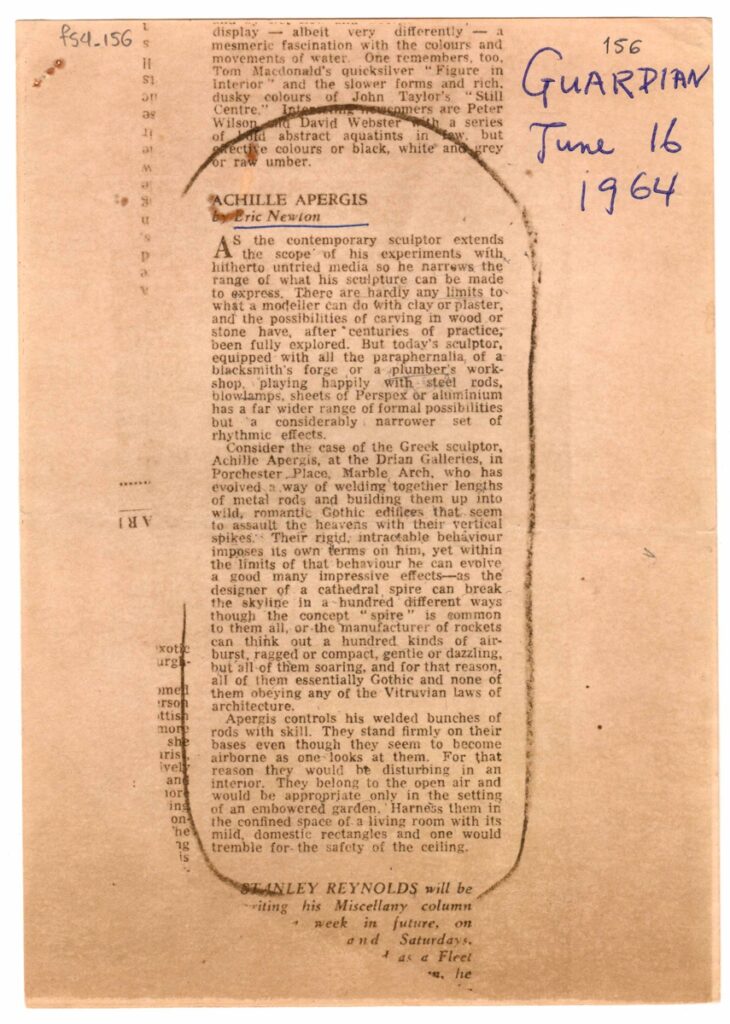 f54-156
156
GUARDIAN
June 16
1964
display — albeit very differently — a
mesmeric fascination with the colours and
movements of water. One remembers, too,
Tom Macdonald's quicksilver "Figure in
Interior" and the slower forms and rich,
dusky colours of John Taylor's "Still
Centre." Interesting newcomers are Peter
Wilson and David Webster with a series
of bold abstract aquatints in few, but
effective colours or black, white and grey
or raw umber.
ACHILLE APERGIS
by Eric Newton
AS the contemporary sculptor extends
the scope of his experiments with
hitherto untried media so he narrows the
range of what his sculpture can be made
to express. There are hardly any limits to
what a modeller can do with clay or plaster,
and the possibilities of carving in wood or
stone have, after centuries of practice,
been fully explored. But today's sculptor,
equipped with all the paraphernalia of a
blacksmith's forge or a plumber's work-
shop, playing happily with steel rods,
blowlamps, sheets of Perspex or aluminium
has a far wider range of formal possibilities
but a considerably narrower set of
rhythmic effects.
Consider the case of the Greek sculptor,
Achille Apergis, at the Drian Galleries, in
Porchester Place, Marble Arch, who has
evolved a way of welding together lengths
of metal rods and building them up into
wild, romantic Gothic edifices that seem
to assault the heavens with their vertical
spikes. Their rigid, intractable behaviour
imposes its own terms on him, yet within
the limits of that behaviour he can evolve
a good many impressive effects—as the
designer of a cathedral spire can break
the skyline in a hundred different ways
though the concept "spire" is common
to them all, or the manufacturer of rockets
can think out a hundred kinds of air-
burst, ragged or compact, gentle or dazzling,
but all of them soaring, and for that reason,
all of them essentially Gothic and none of
them obeying any of the Vitruvian laws of
architecture.
Apergis controls his welded bunches of
rods with skill. They stand firmly on their
bases even though they seem to become
airborne as one looks at them. For that
reason they would be disturbing in an
interior. They belong to the open air and
would be appropriate only in the setting
of an embowered garden. Harness them in
the confined space of a living room with its
mild, domestic rectangles and one would
tremble for the safety of the ceiling.
STANLEY REYNOLDS will be
iting his Miscellany column
week in future, on
and Saturdays.
as a Fleet
he